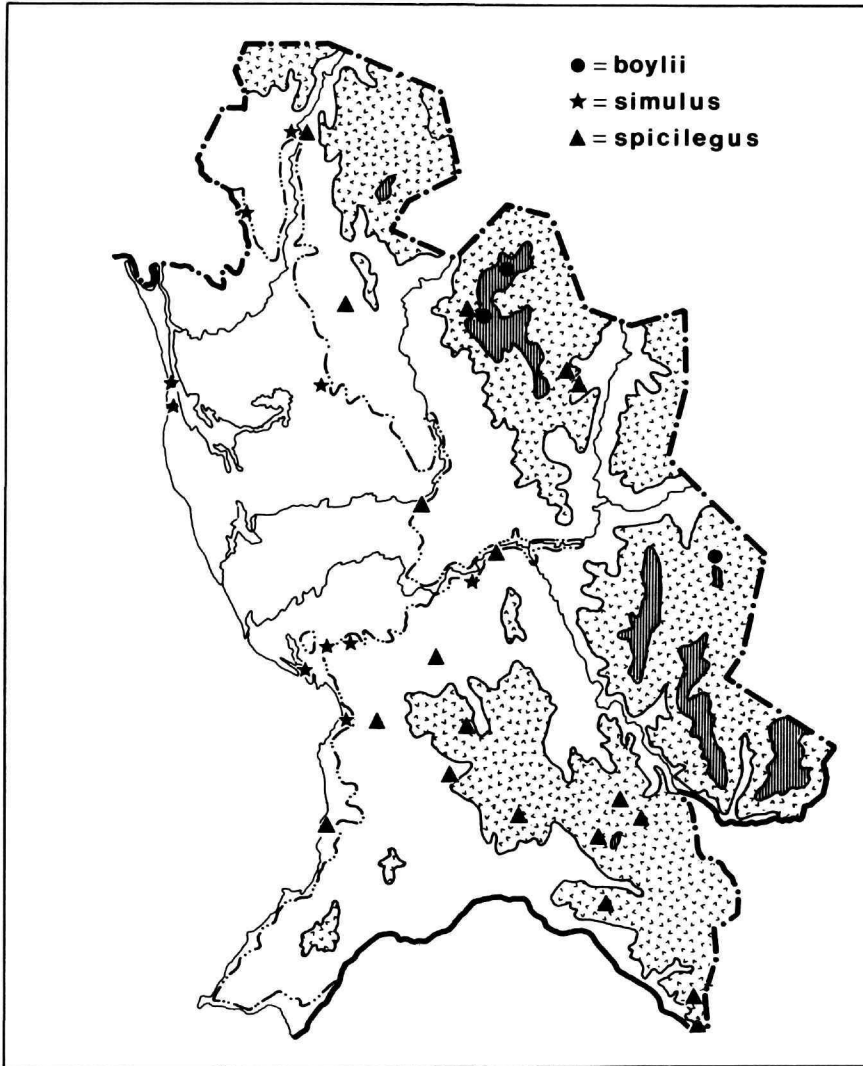 ● = boylii
★ = simulus
▲ = spicilegus